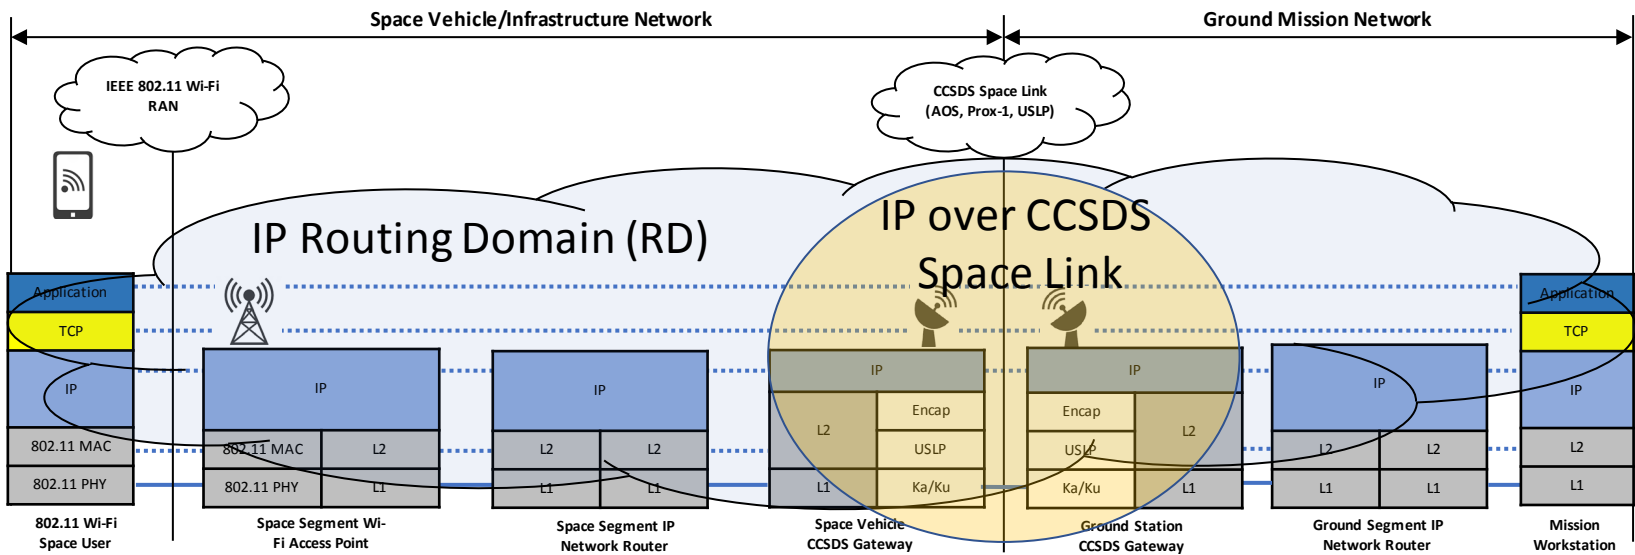 Space Vehicle/Infrastructure Network
Ground Mission Network
IEEE 802.11 Wi-Fi
RAN
CCSDS Space Link
(AOS, Prox-1, USLP)
IP Routing Domain (RD)
IP over CCSDS
Space Link
Application
TCP
IP
802.11 MAC
802.11 PHY
802.11 Wi-Fi
Space User
IP
802.11 MAC
L2
802.11 PHY
L1
Space Segment Wi-
Fi Access Point
IP
L2
L2
L1
L1
Space Segment IP
Network Router
IP
L2
Encap
USLP
L1
Ka/Ku
Space Vehicle
CCSDS Gateway
IP
Encap
L2
USLP
Ka/Ku
L1
Ground Station
CCSDS Gateway
IP
L2
L2
L1
L1
Ground Segment IP
Network Router
Application
TCP
IP
L2
L1
Mission
Workstation